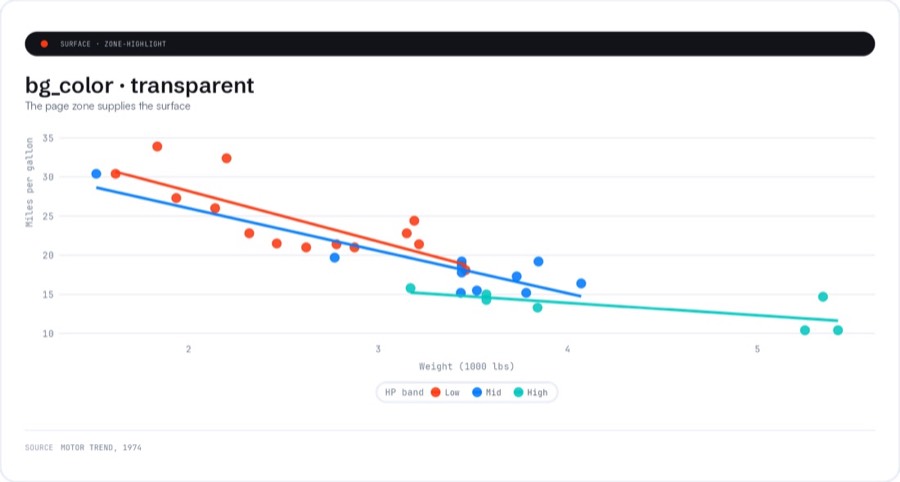 SURFACE · ZONE-HIGHLIGHT
bg_color · transparent
The page zone supplies the surface
Miles per gallon
35
30
25
20
15
10
2 3 4 5
Weight (1000 lbs)
HP band Low Mid High
SOURCE MOTOR TREND, 1974